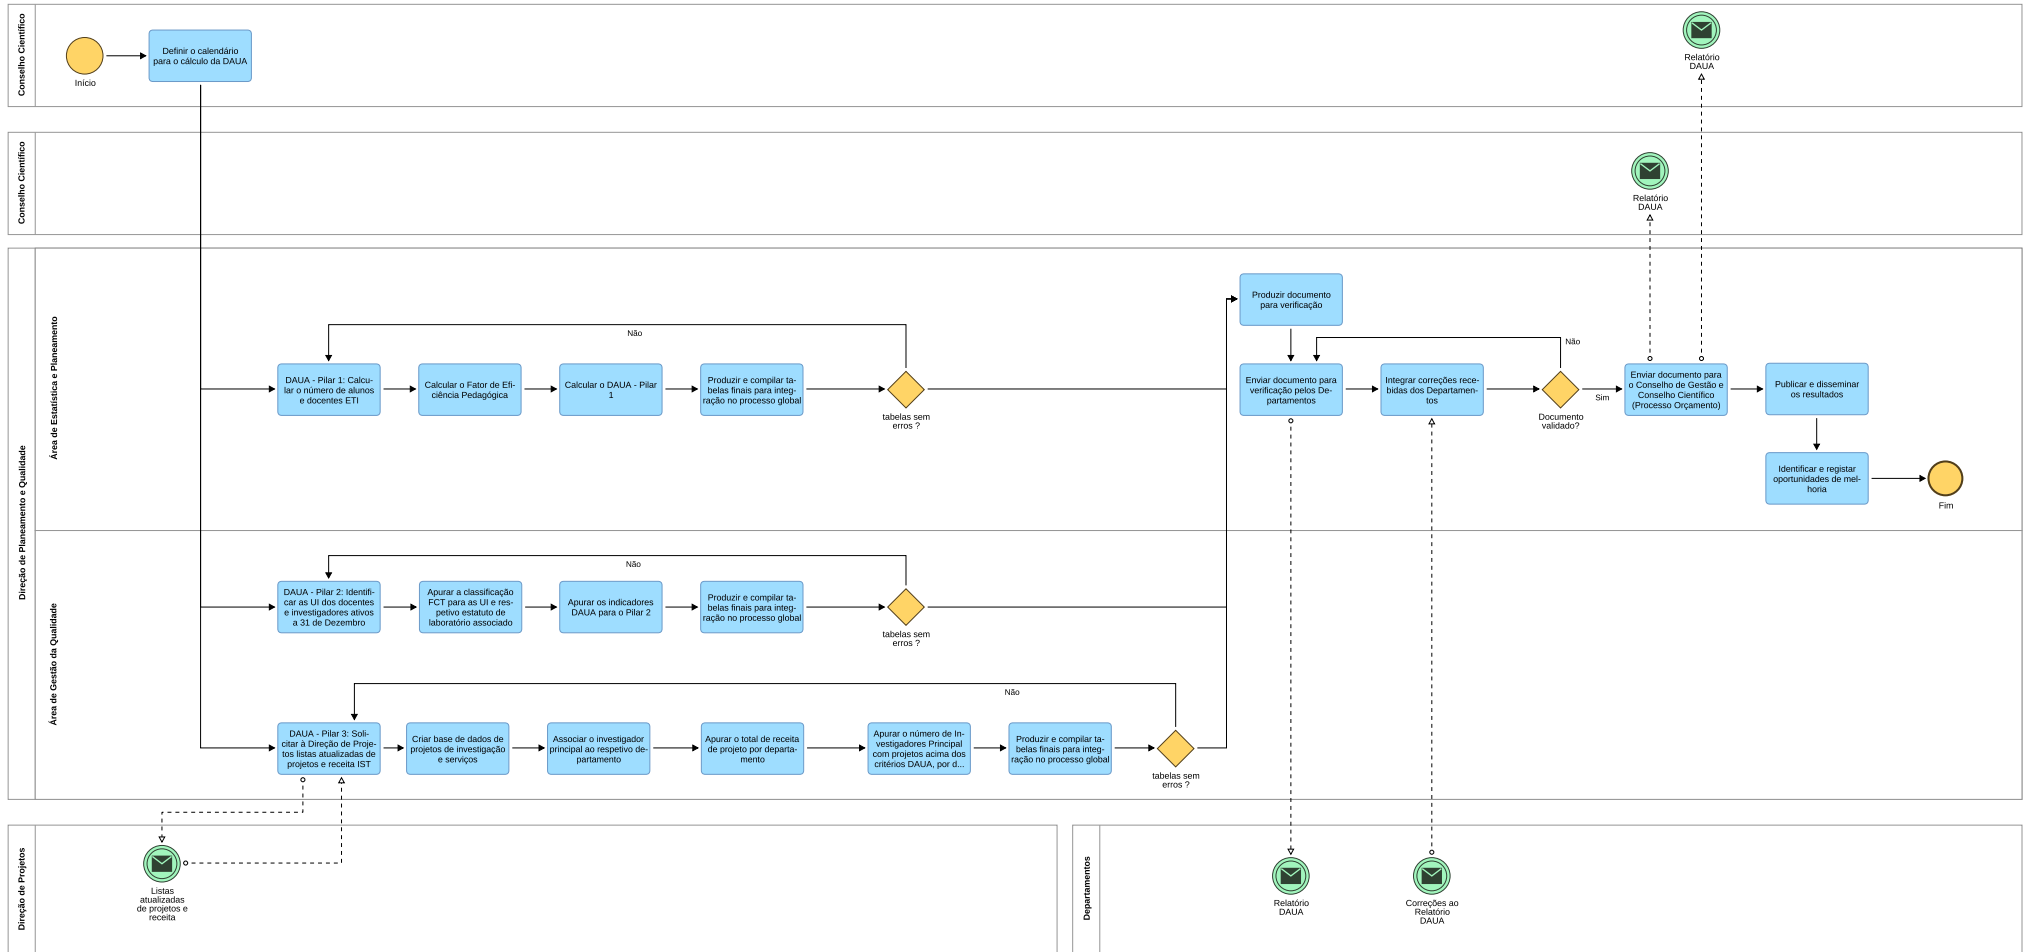 Conselho Científico
Início
Definir o calendário
para o cálculo da DAUA
Relatório
DAUA
Conselho Científico
Relatório
DAUA
Direção de Planeamento e Qualidade
Área de Estatística e Planeamento
Produzir documento
para verificação
Não
Não
DAUA - Pilar 1: Calcu-
lar o número de alunos
e docentes ETI
Calcular o Fator de Efi-
ciência Pedagógica
Calcular o DAUA - Pilar
1
Produzir e compilar ta-
belas finais para integ-
ração no processo global
tabelas sem
erros ?
Enviar documento para
verificação pelos De-
partamentos
Integrar correções rece-
bidas dos Departamen-
tos
Documento
validado?
Sim
Enviar documento para
o Conselho de Gestão e
Conselho Científico
(Processo Orçamento)
Publicar e disseminar
os resultados
Identificar e registar
oportunidades de mel-
horia
Fim
Área de Gestão da Qualidade
Não
DAUA - Pilar 2: Identifi-
car as UI dos docentes
e investigadores ativos
a 31 de Dezembro
Apurar a classificação
FCT para as UI e res-
petivo estatuto de
laboratório associado
Apurar os indicadores
DAUA para o Pilar 2
Produzir e compilar ta-
belas finais para integ-
ração no processo global
tabelas sem
erros ?
Não
DAUA - Pilar 3: Soli-
citar à Direção de Proje-
tos listas atualizadas de
projetos e receita IST
Criar base de dados de
projetos de investigação
e serviços
Associar o investigador
principal ao respetivo de-
partamento
Apurar o total de receita
de projeto por departa-
mento
Apurar o número de In-
vestigadores Principal
com projetos acima dos
critérios DAUA, por d...
Produzir e compilar ta-
belas finais para integ-
ração no processo global
tabelas sem
erros ?
Direção de Projetos
Listas
atualizadas
de projetos e
receita
Departamentos
Relatório
DAUA
Correções ao
Relatório
DAUA